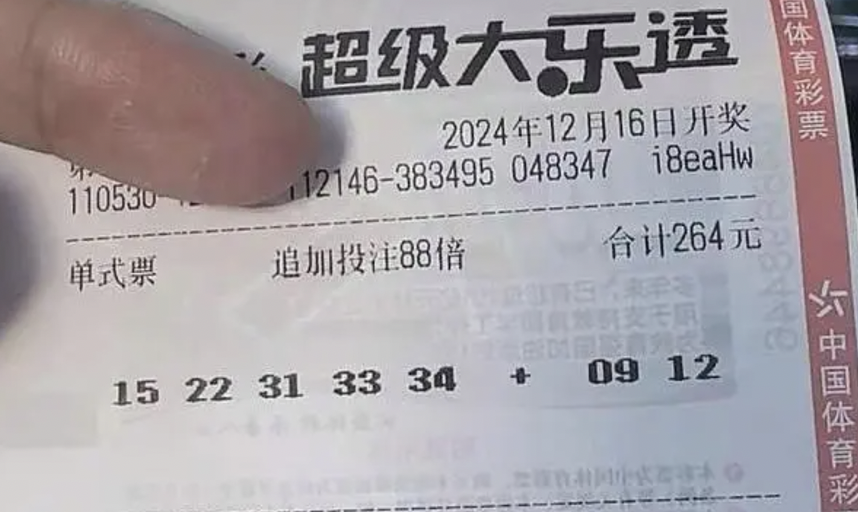 超级大乐透
2024年12月16日开奖
110530 112146-383495 048347 i8eaHw
单式票 追加投注88倍 合计264元
15 22 31 33 34 + 09 12
国体育彩票
中国体育彩